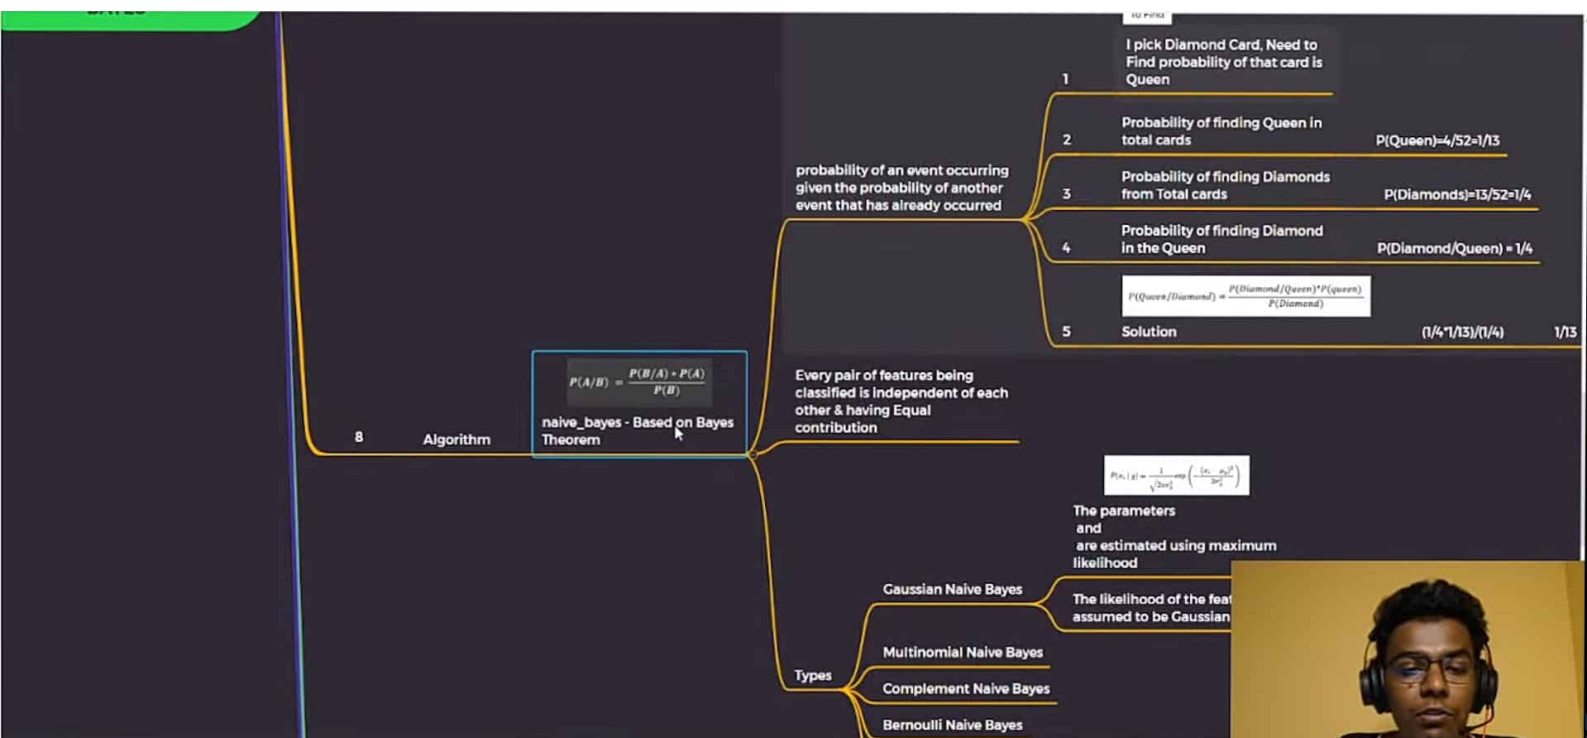 To Find
I pick Diamond Card, Need to
Find probability of that card is
Queen
1
Probability of finding Queen in
total cards
2
P(Queen)=4/52=1/13
probability of an event occurring
given the probability of another
event that has already occurred
Probability of finding Diamonds
from Total cards
3
P(Diamonds)=13/52=1/4
Probability of finding Diamond
in the Queen
4
P(Diamond/Queen) = 1/4
P(Queen/Diamond) = P(Diamond/Queen)*P(queen)
P(Diamond)
5 Solution (1/4*1/13)/(1/4) 1/13
P(A/B) = P(B/A) * P(A)
P(B)
naive_bayes - Based on Bayes
Theorem
8 Algorithm
Every pair of features being
classified is independent of each
other & having Equal
contribution
The parameters
and
are estimated using maximum
likelihood
Gaussian Naive Bayes
The likelihood of the
assumed to be Gaussian
Types
Multinomial Naive Bayes
Complement Naive Bayes
Bernoulli Naive Bayes